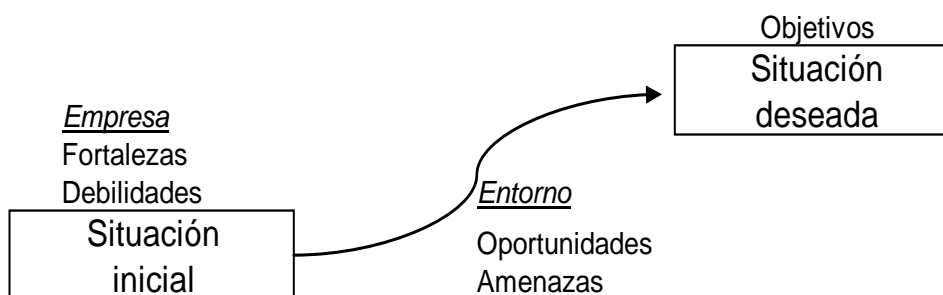 Objetivos
Situación
deseada
Empresa
Fortalezas
Debilidades
Situación
inicial
Entorno
Oportunidades
Amenazas